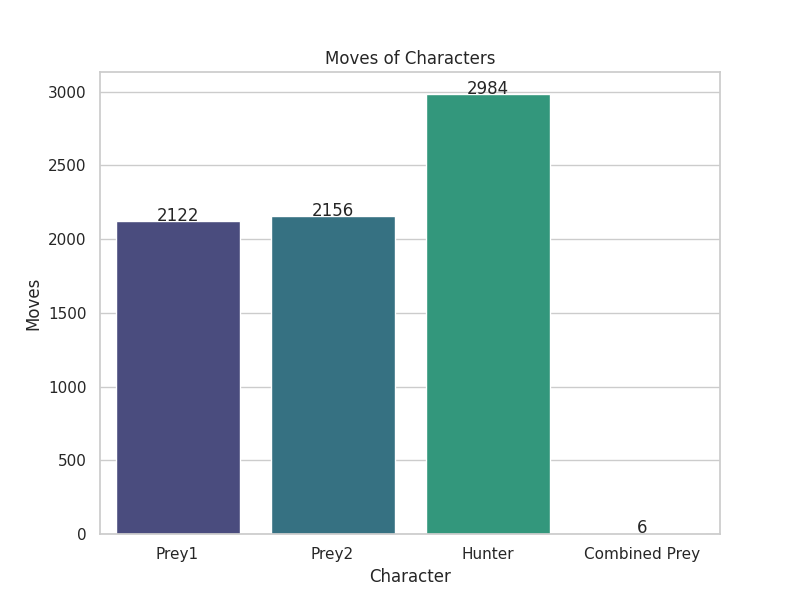 Moves of Characters
3000
2500
2000
1500
1000
500
0
Moves
2122
2156
2984
6
Prey1
Prey2
Hunter
Combined Prey
Character